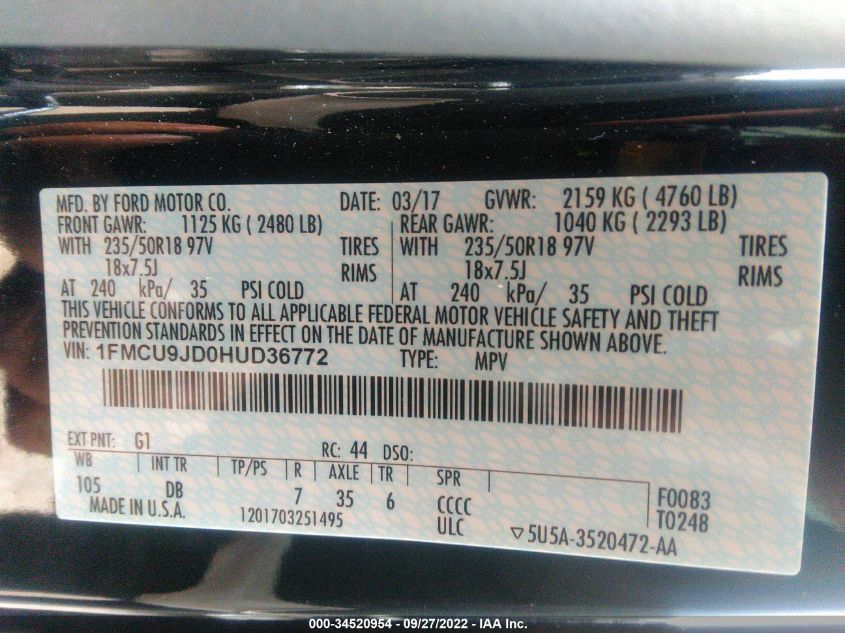 MFD. BY FORD MOTOR CO. DATE: 03/17 GVWR: 2159 KG ( 4760 LB)
FRONT GAWR: 1125 KG ( 2480 LB) REAR GAWR: 1040 KG ( 2293 LB)
WITH 235/50R18 97V TIRES WITH 235/50R18 97V TIRES
18x7.5J RIMS 18x7.5J RIMS
AT 240 kPa/ 35 PSI COLD AT 240 kPa/ 35 PSI COLD
THIS VEHICLE CONFORMS TO ALL APPLICABLE FEDERAL MOTOR VEHICLE SAFETY AND THEFT
PREVENTION STANDARDS IN EFFECT ON THE DATE OF MANUFACTURE SHOWN ABOVE.
VIN: 1FMCU9JD0HUD36772 TYPE: MPV
EXT PNT: G1 RC: 44 DSO:
WB INT TR TP/PS R AXLE TR SPR
105 DB 7 35 6 CCCC F0083
MADE IN U.S.A. 1201703251495 ULC T0248
▽5U5A-3520472-AA
000-34520954 - 09/27/2022 - IAA Inc.